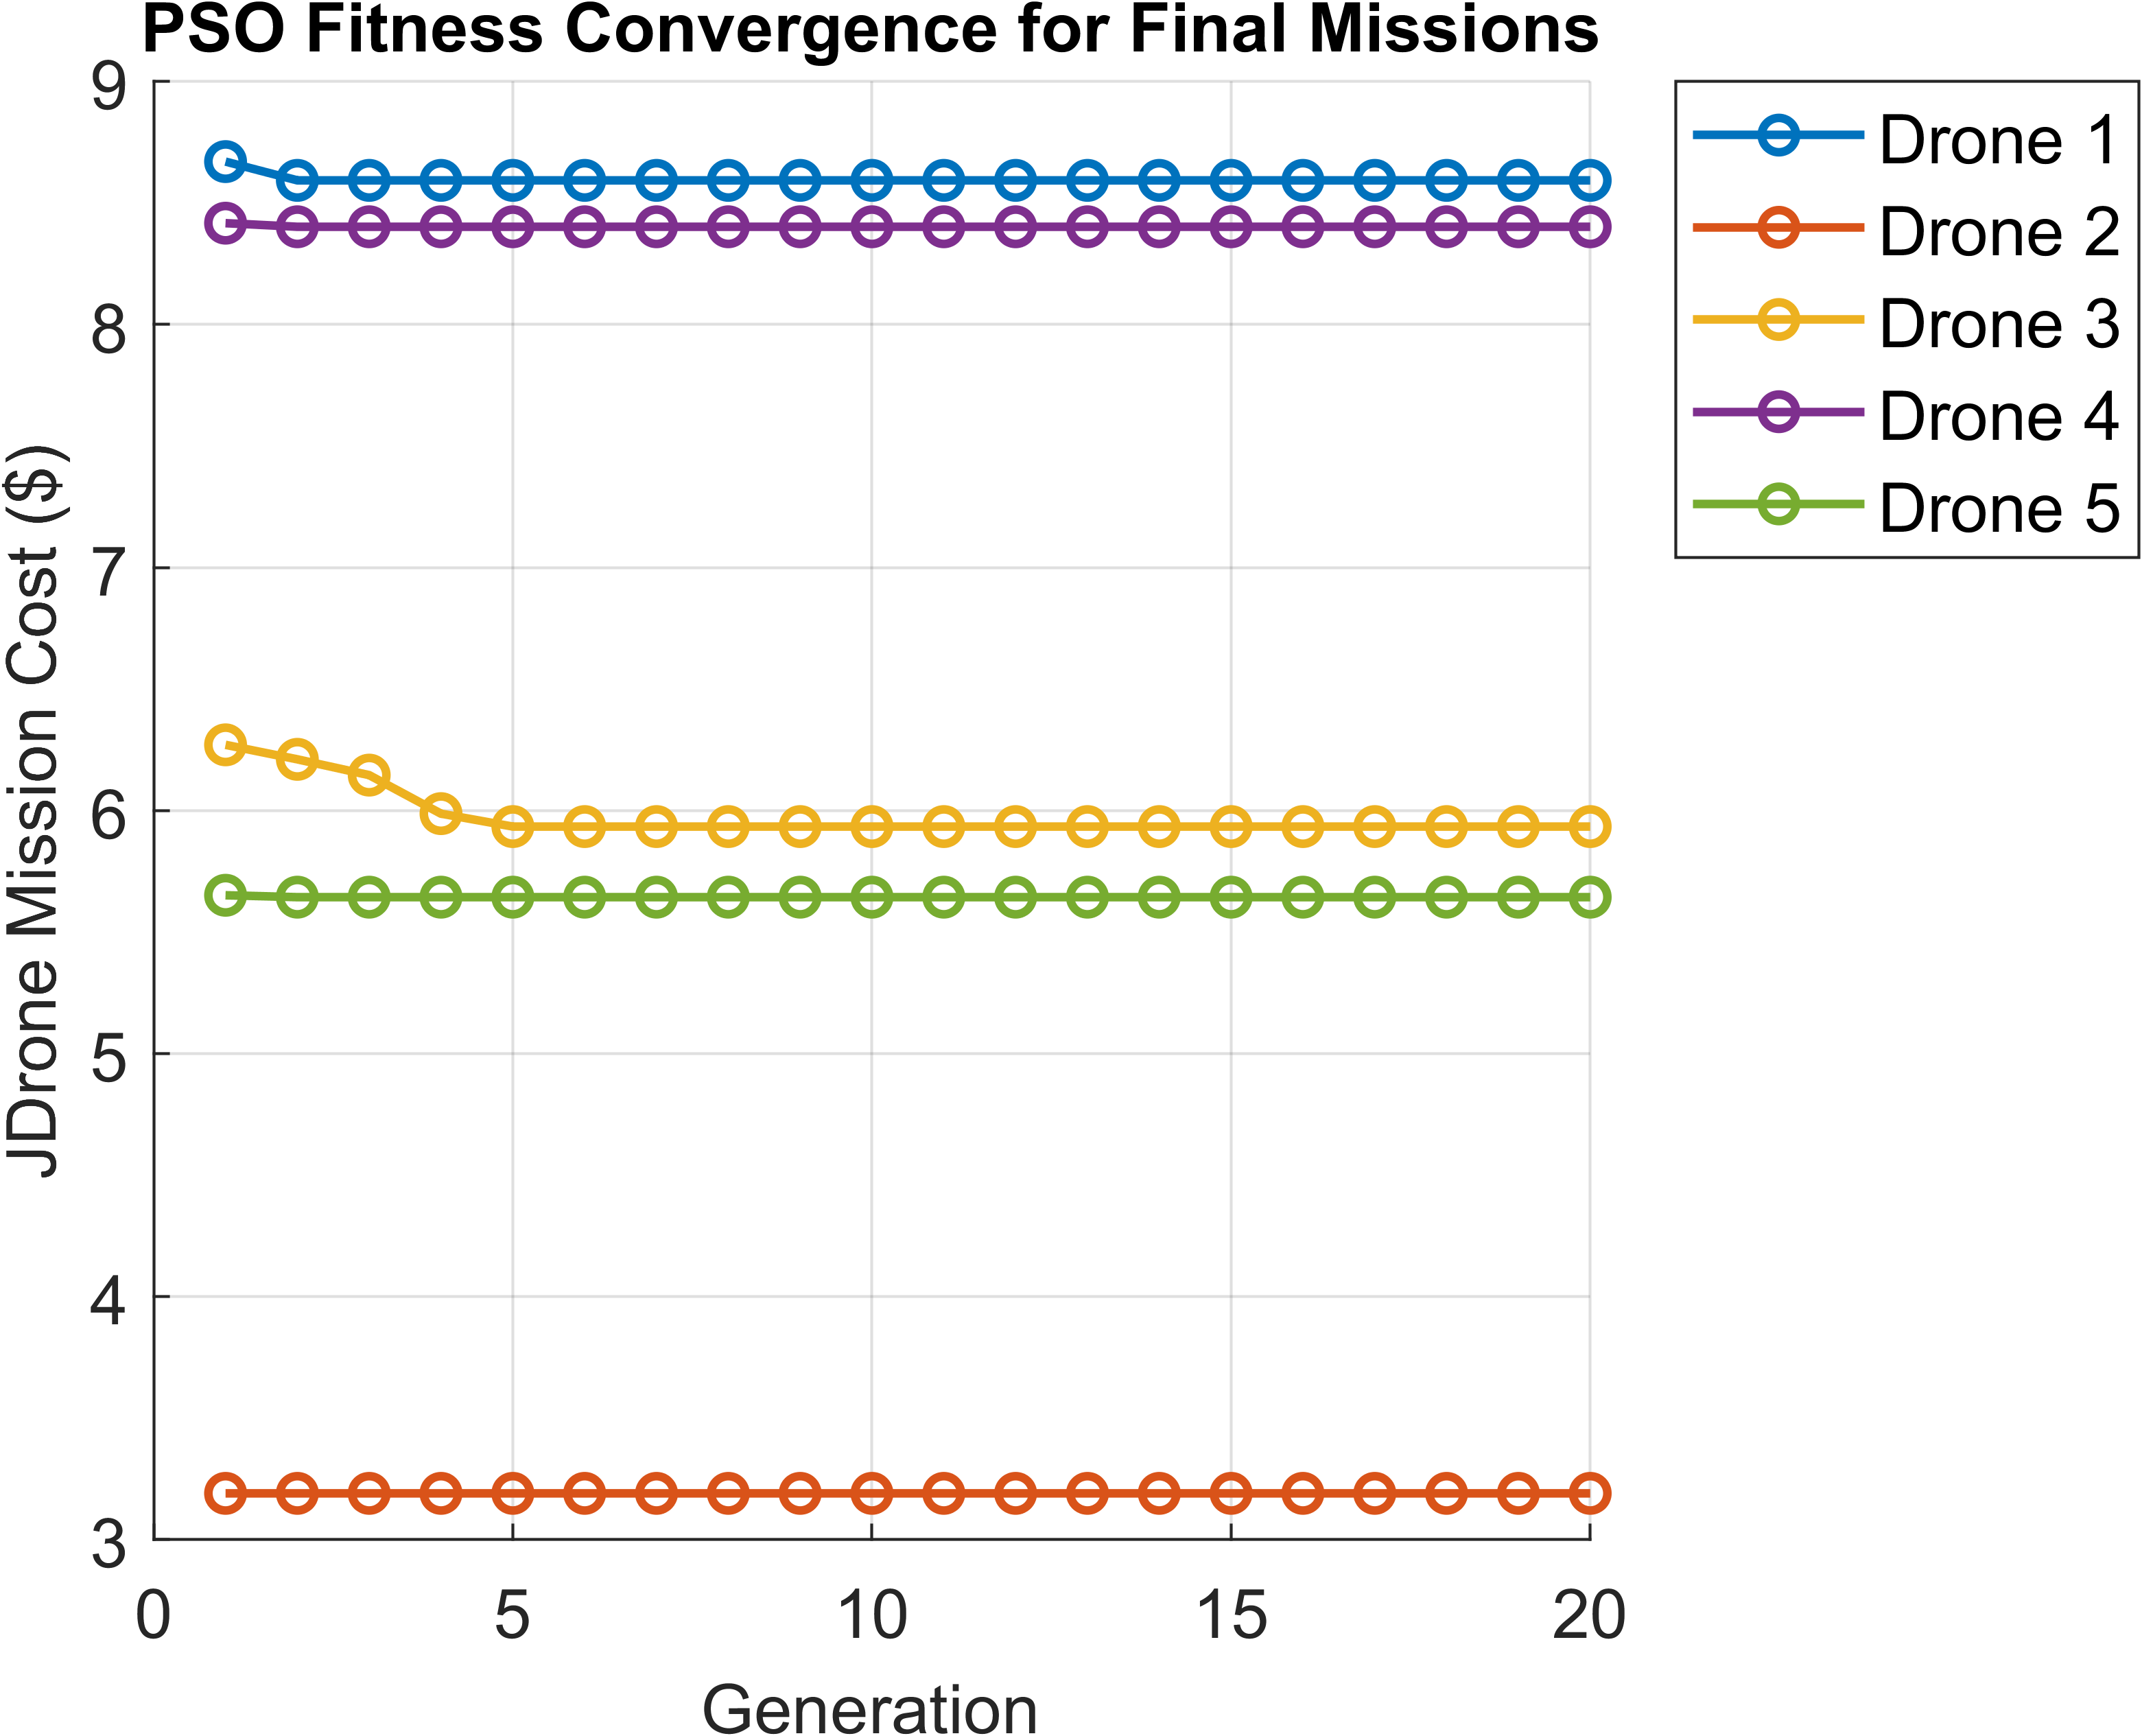 PSO Fitness Convergence for Final Missions
9
8
7
6
5
4
3
JDrone Mission Cost ($)
0 5 10 15 20
Generation
Drone 1
Drone 2
Drone 3
Drone 4
Drone 5